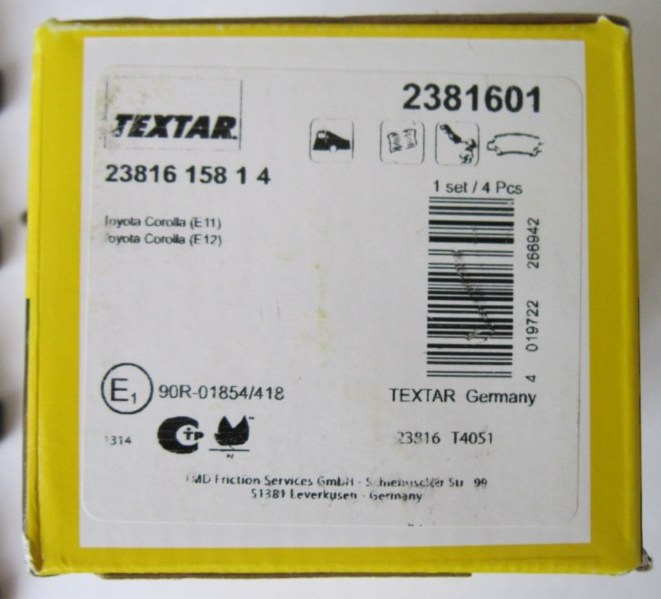 TEXTAR
2381601
23816 158 1 4
1 set / 4 Pcs
Toyota Corolla (E11)
Toyota Corolla (E12)
4 019722 266942
E1 90R-01854/418
TEXTAR Germany
1314
23816 T4051
TMD Friction Services GmbH - Str. 99
51381 Leverkusen - Germany